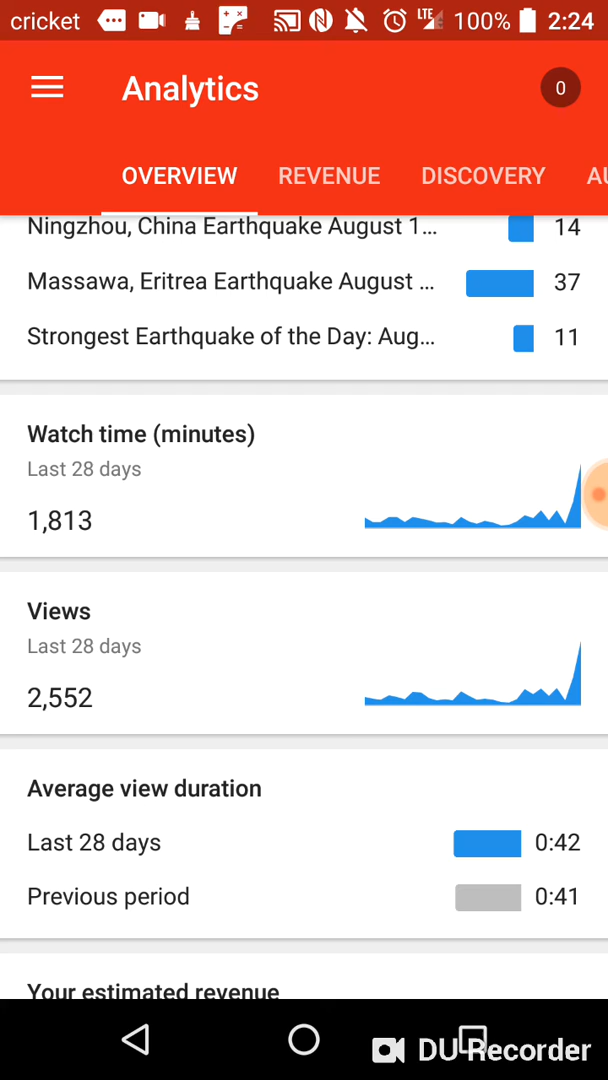 cricket LTE 100% 2:24
Analytics 0
OVERVIEW REVENUE DISCOVERY AU
Ningzhou, China Earthquake August 1... 14
Massawa, Eritrea Earthquake August ... 37
Strongest Earthquake of the Day: Aug... 11
Watch time (minutes)
Last 28 days
1,813
Views
Last 28 days
2,552
Average view duration
Last 28 days 0:42
Previous period 0:41
Your estimated revenue
DU Recorder